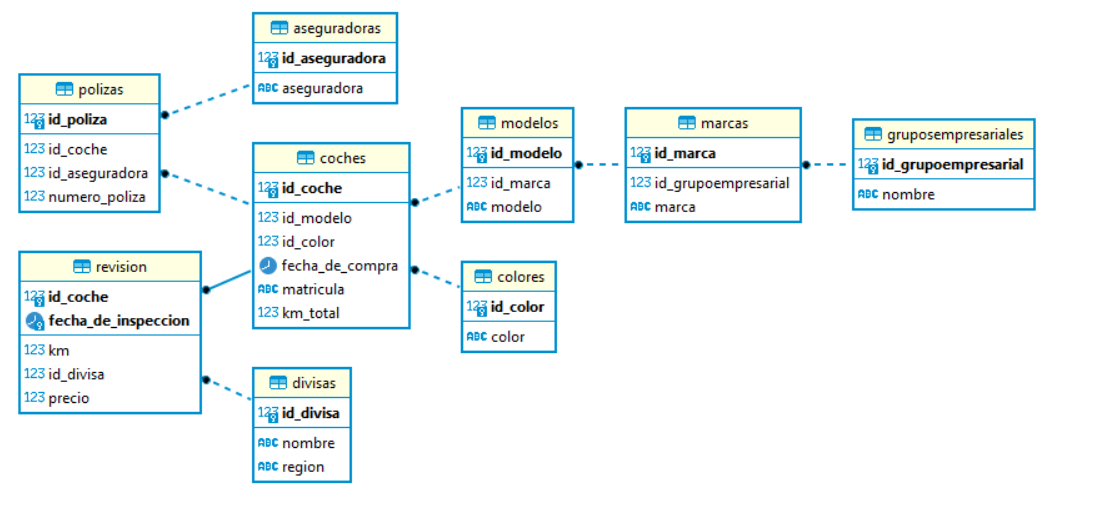 aseguradoras
123 id_aseguradora
ABC aseguradora
polizas
123 id_poliza
123 id_coche
123 id_aseguradora
123 numero_poliza
coches
123 id_coche
123 id_modelo
123 id_color
fecha_de_compra
ABC matricula
123 km_total
modelos
123 id_modelo
123 id_marca
ABC modelo
marcas
123 id_marca
123 id_grupoempresarial
ABC marca
gruposempresariales
123 id_grupoempresarial
ABC nombre
revision
123 id_coche
fecha_de_inspeccion
123 km
123 id_divisa
123 precio
colores
123 id_color
ABC color
divisas
123 id_divisa
ABC nombre
ABC region